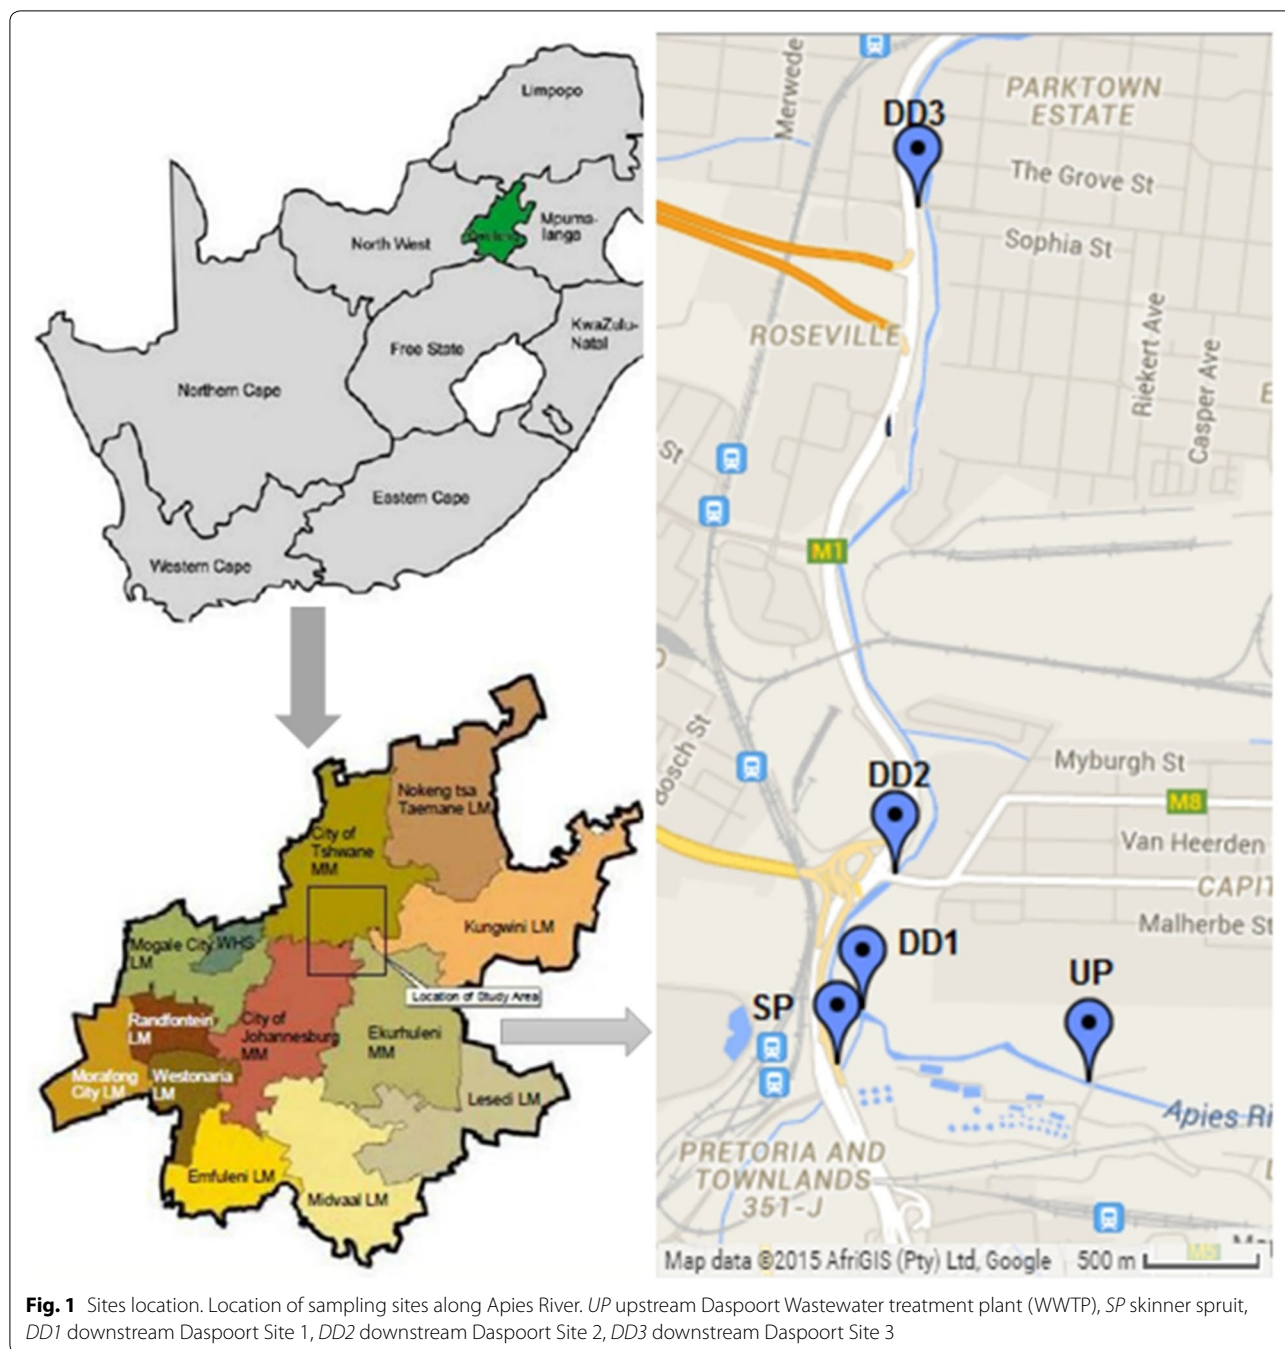 Limpopo
North West
Mpuma-
langa
KwaZulu-
Natal
Free State
Northern Cape
Eastern Cape
Western Cape
Nokeng tsa
Taemane LM
City of
Tshwane
MM
Kungwini LM
Mogale City
LM
WHS
Location of Study Area
Randfontein
LM
City of
Johannesburg
MM
Ekurhuleni
MM
Morafong
City LM
Westonaria
LM
Lesedi LM
Emfuleni LM
Midvaal LM
Merwede
PARKTOWN
ESTATE
DD3
The Grove St
Sophia St
ROSEVILLE
Riekert Ave
Casper Ave
E
St
M1
Bosch St
Myburgh St
DD2
M8
Van Heerden
CAPIT
Malherbe St
DD1
UP
SP
Apies Ri
PRETORIA AND
TOWNLANDS
351-J
M5
Map data ©2015 AfriGIS (Pty) Ltd, Google 500 m
Fig. 1 Sites location. Location of sampling sites along Apies River. UP upstream Daspoort Wastewater treatment plant (WWTP), SP skinner spruit,
DD1 downstream Daspoort Site 1, DD2 downstream Daspoort Site 2, DD3 downstream Daspoort Site 3